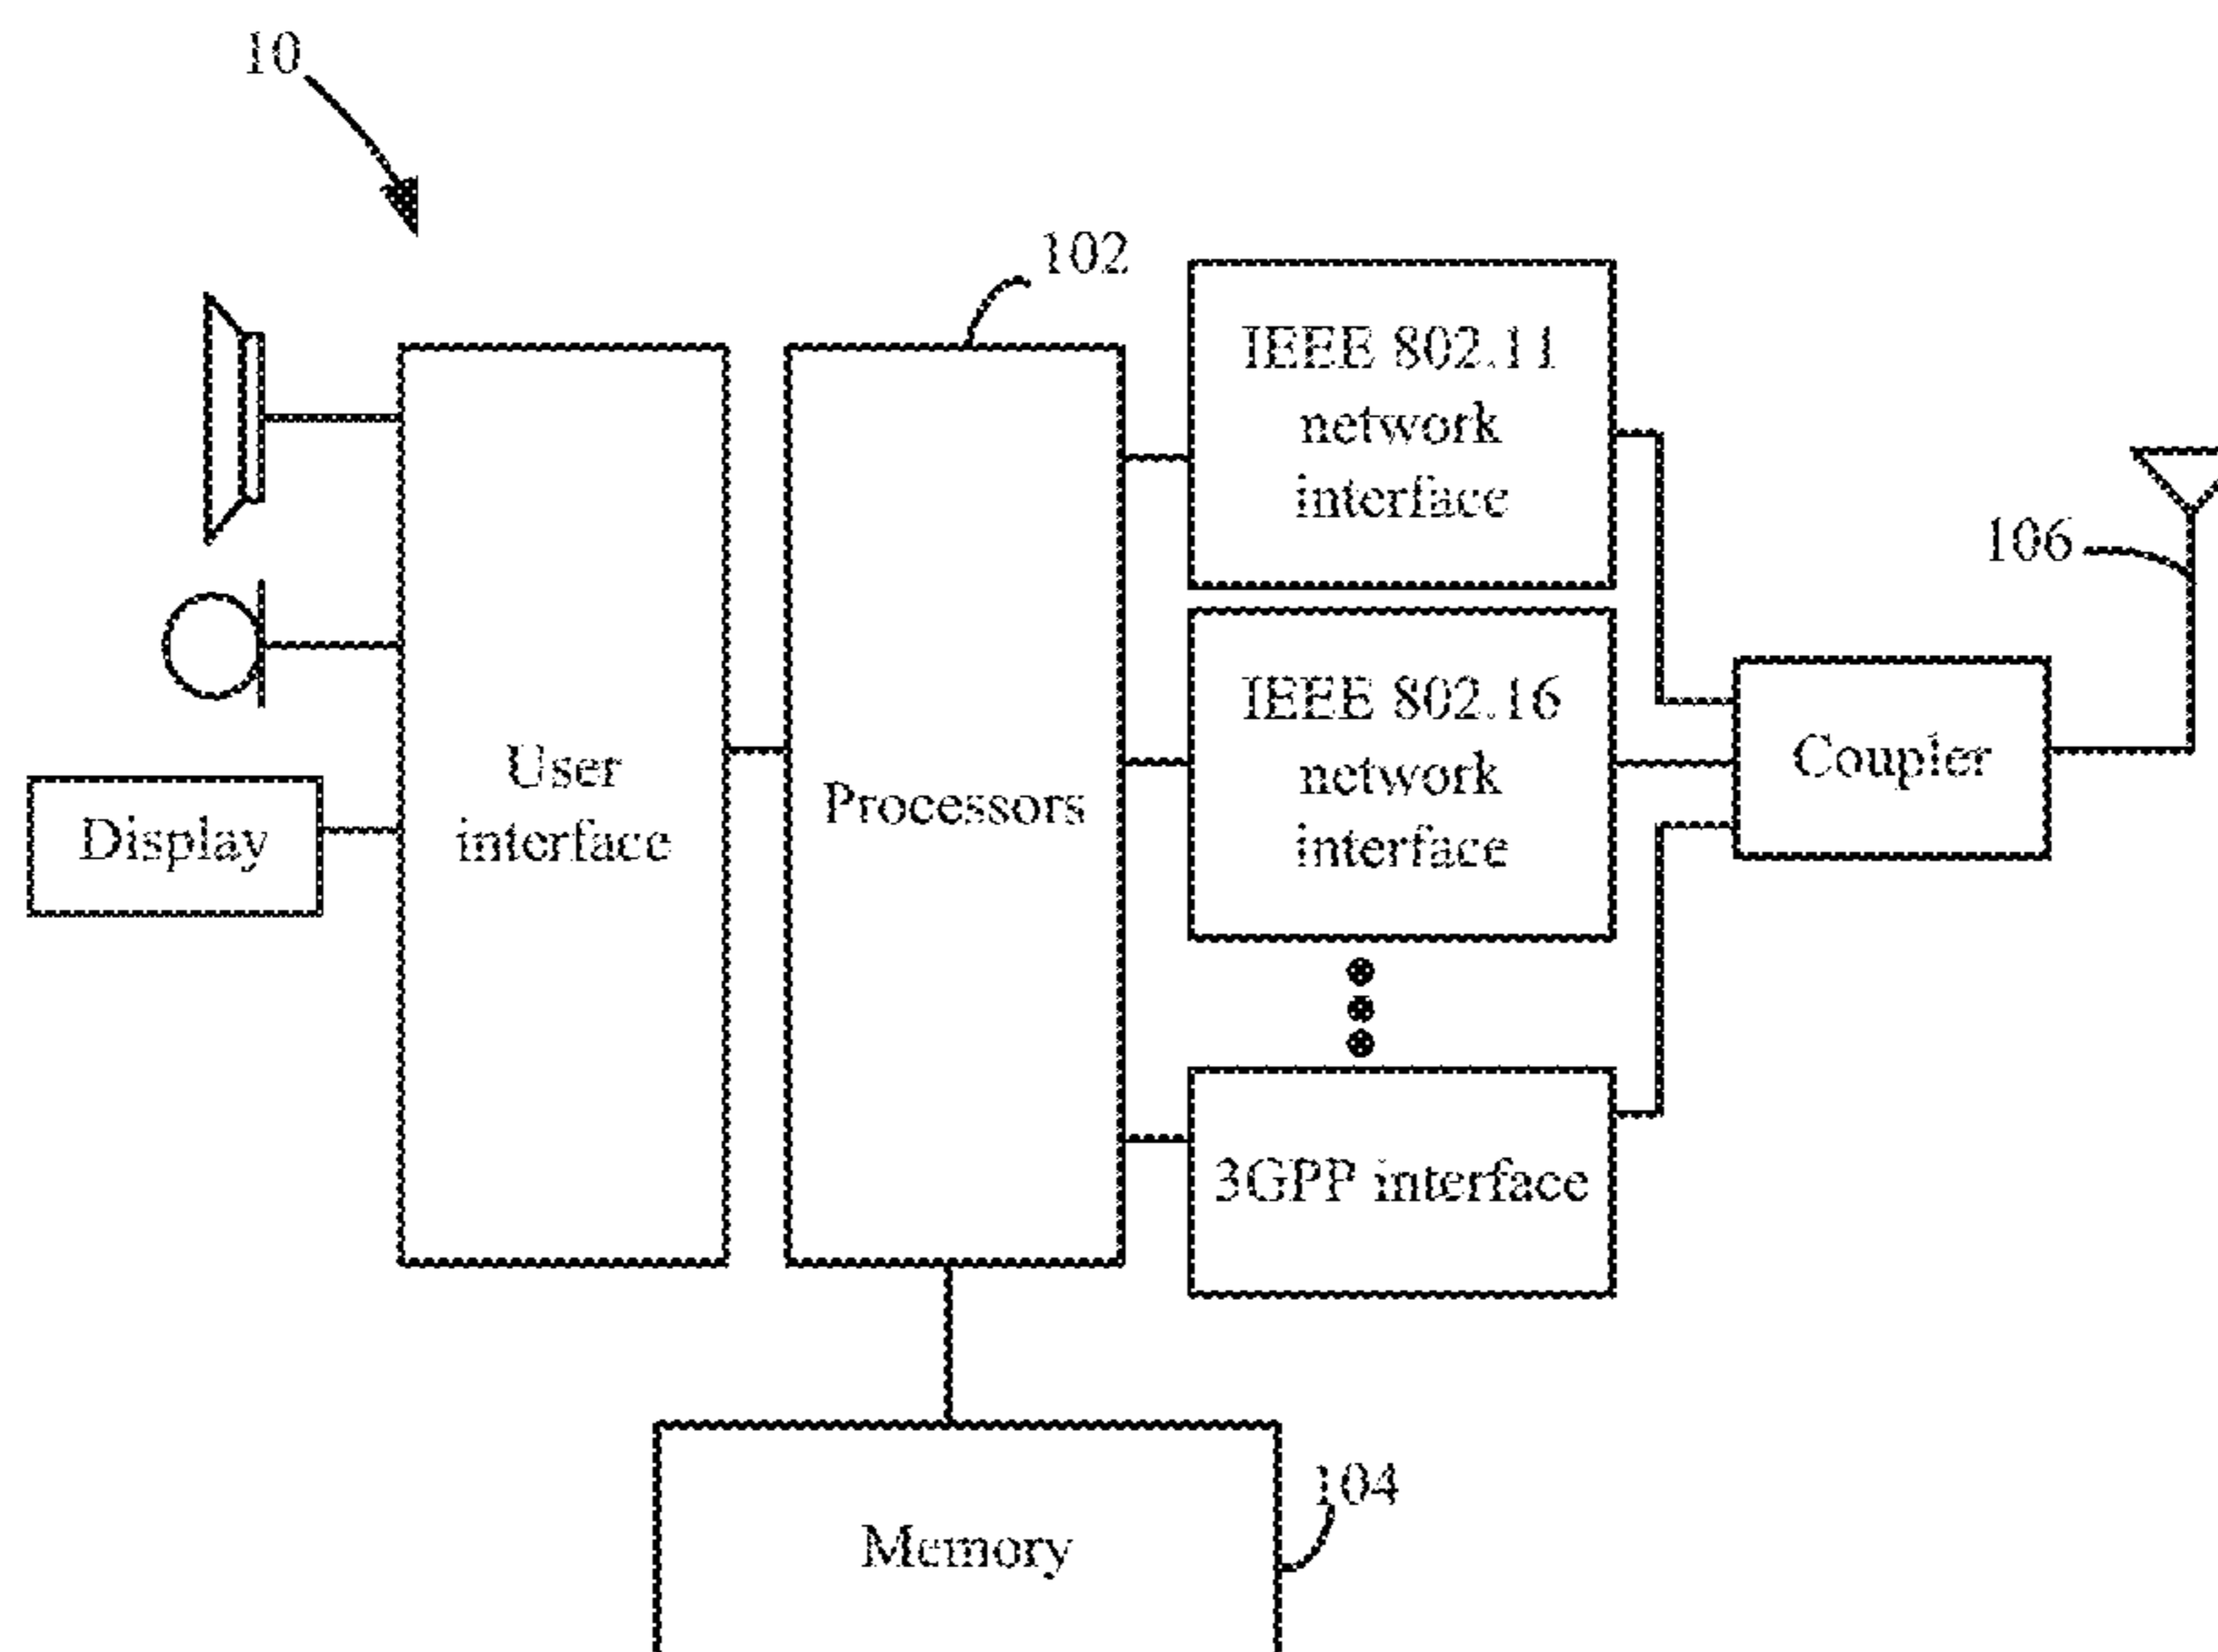 10
102
IEEE 802.11
network
interface
106
User
interface
Processors
IEEE 802.16
network
interface
Coupler
Display
3GPP interface
104
Memory